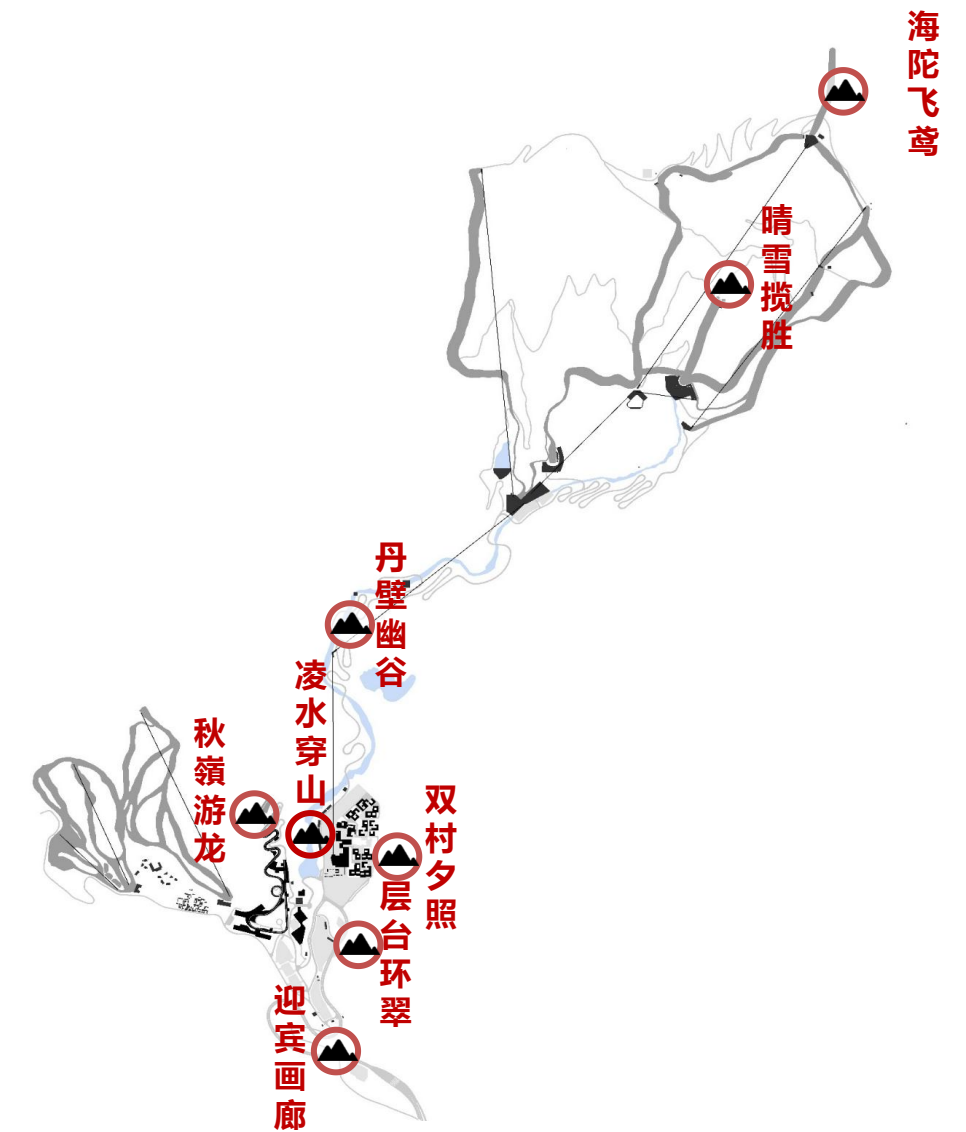 海陀飞鸢
晴雪揽胜
丹壁幽谷
凌水穿山
秋嶺游龙
双村夕照
层台环翠
迎宾画廊